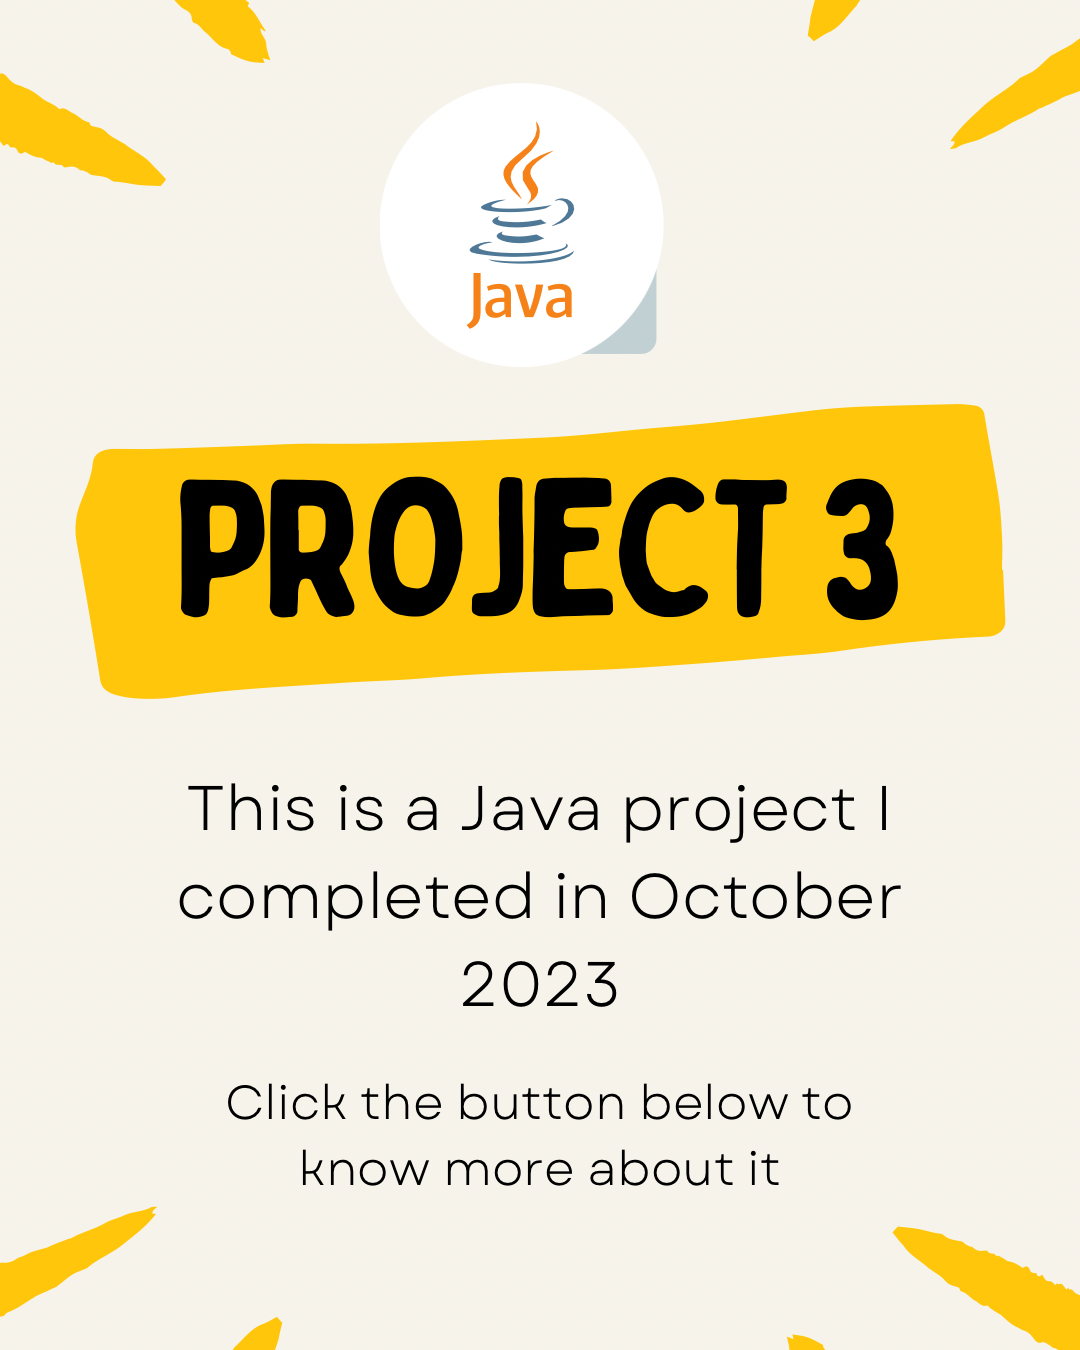 Java
PROJECT 3
This is a Java project I
completed in October
2023
Click the button below to
know more about it